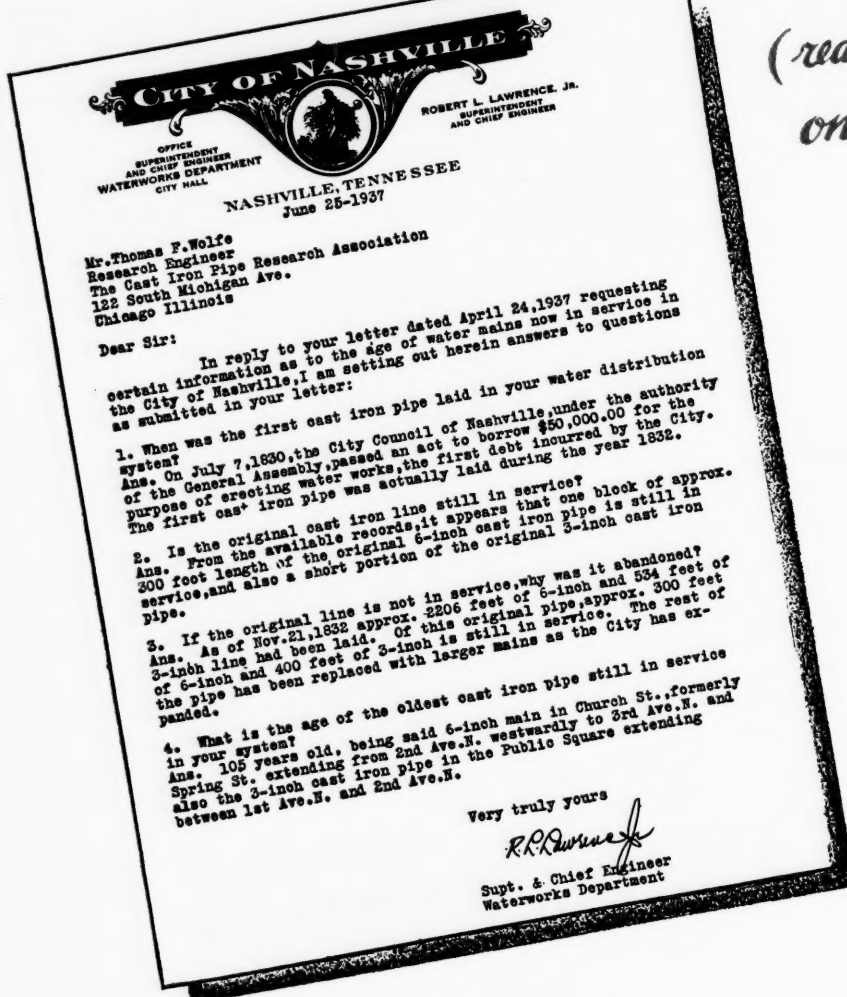 (rea
on
CITY OF NASHVILLE
OFFICE
SUPERINTENDENT
AND CHIEF ENGINEER
WATERWORKS DEPARTMENT
CITY HALL
ROBERT L. LAWRENCE, JR.
SUPERINTENDENT
AND CHIEF ENGINEER
NASHVILLE, TENNESSEE
June 25-1937
Mr.Thomas F.Wolfe
Research Engineer
The Cast Iron Pipe Research Association
122 South Michigan Ave.
Chicago Illinois
Dear Sir:
In reply to your letter dated April 24,1937 requesting
certain information as to the age of water mains now in service in
the City of Nashville,I am setting out herein answers to questions
as submitted in your letter:
1. When was the first cast iron pipe laid in your water distribution
system?
Ans. On July 7,1830,the City Council of Nashville,under the authority
of the General Assembly,passed an act to borrow $50,000.00 for the
purpose of erecting water works,the first debt incurred by the City.
The first cast iron pipe was actually laid during the year 1832.
2. Is the original cast iron line still in service?
Ans. From the available records,it appears that one block of approx.
300 foot length of the original 6-inch cast iron pipe is still in
service,and also a short portion of the original 3-inch cast iron
pipe.
3. If the original line is not in service,why was it abandoned?
Ans. As of Nov.21,1832 approx. 2206 feet of 6-inch and 534 feet of
3-inch line had been laid. Of this original pipe,approx. 300 feet
of 6-inch and 400 feet of 3-inch is still in service. The rest of
the pipe has been replaced with larger mains as the City has ex-
panded.
4. What is the age of the oldest cast iron pipe still in service
in your system?
Ans. 105 years old, being said 6-inch main in Church St.,formerly
Spring St. extending from 2nd Ave.N. westwardly to 3rd Ave.N. and
also the 3-inch cast iron pipe in the Public Square extending
between 1st Ave.N. and 2nd Ave.N.
Very truly yours
R.L.Lawrence Jr
Supt. & Chief Engineer
Waterworks Department